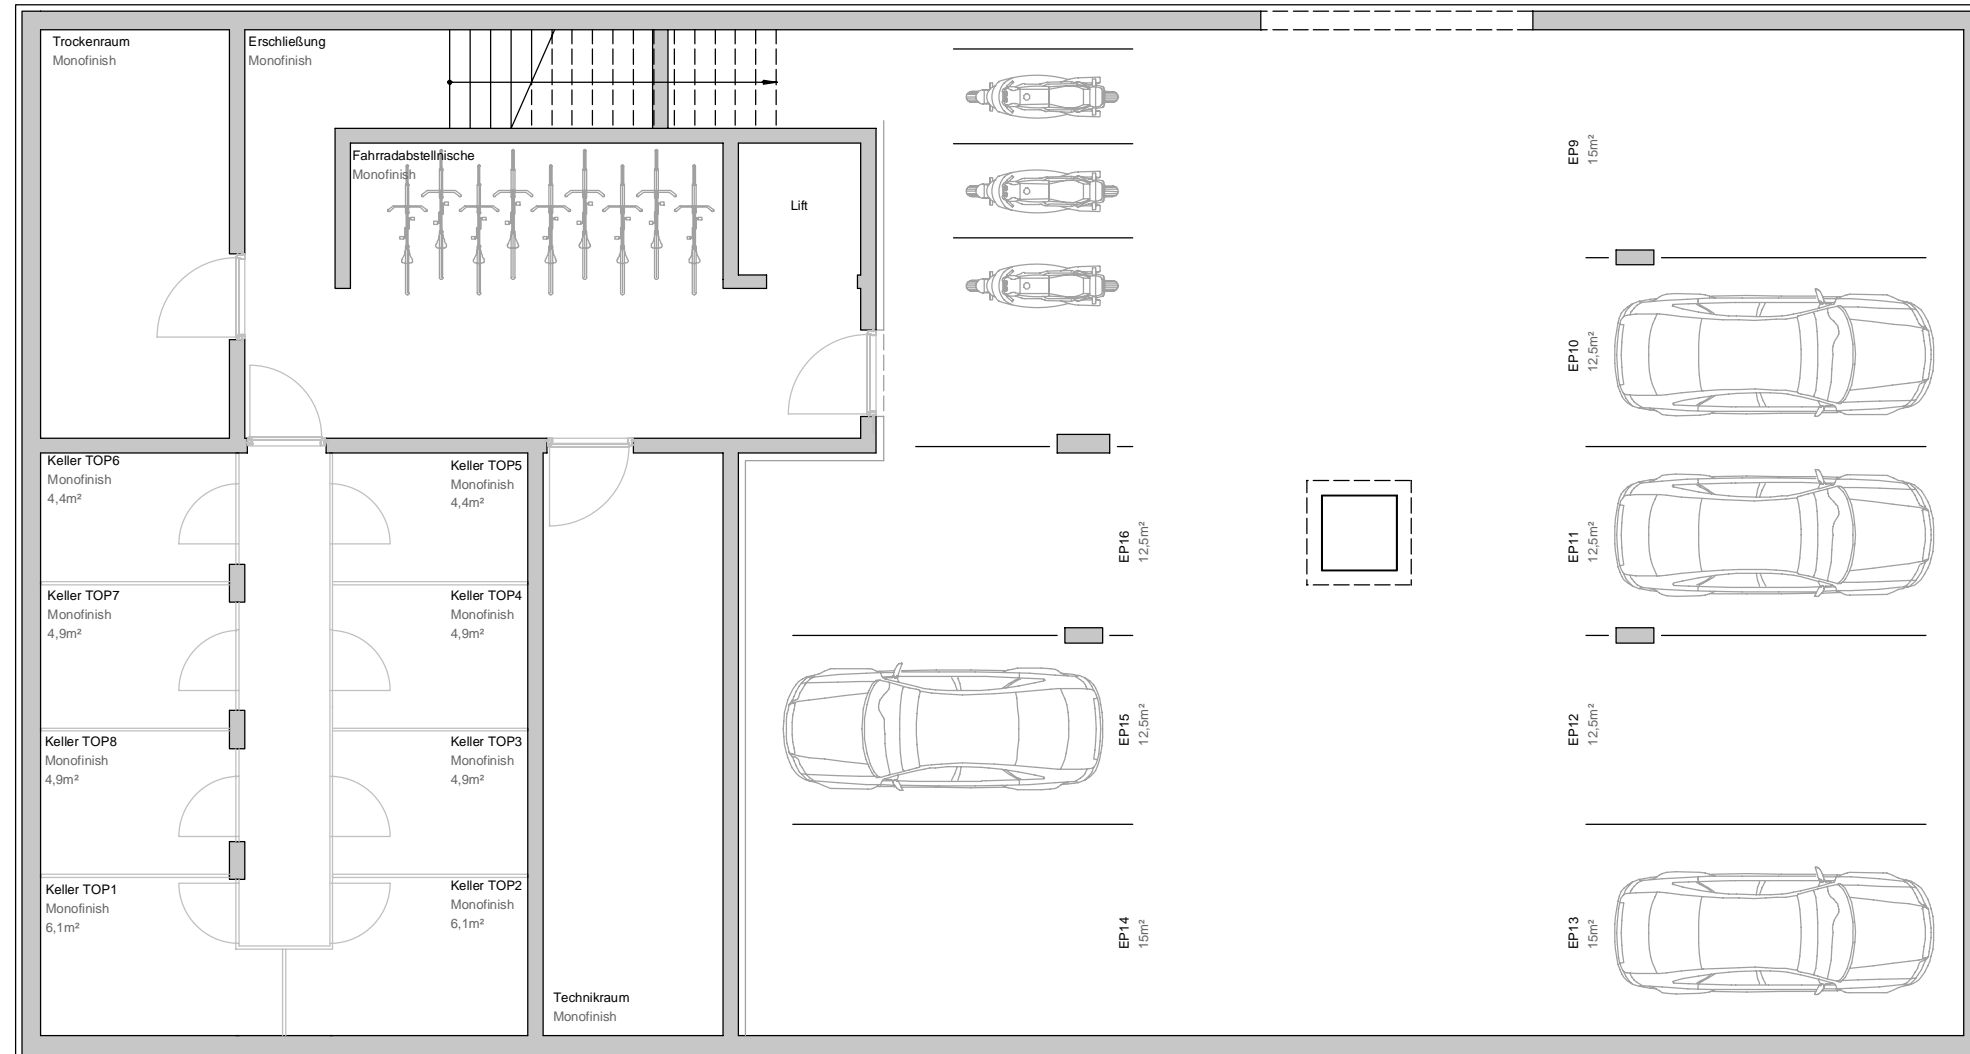 Trockenraum
Monofinish
Erschließung
Monofinish
Fahrradabstellnische
Monofinish
Lift
EP9
15m²
EP10
12,5m²
Keller TOP6
Monofinish
4,4m²
Keller TOP5
Monofinish
4,4m²
EP16
12,5m²
EP11
12,5m²
Keller TOP7
Monofinish
4,9m²
Keller TOP4
Monofinish
4,9m²
Keller TOP8
Monofinish
4,9m²
Keller TOP3
Monofinish
4,9m²
EP15
12,5m²
EP12
12,5m²
Keller TOP1
Monofinish
6,1m²
Keller TOP2
Monofinish
6,1m²
EP14
15m²
EP13
15m²
Technikraum
Monofinish